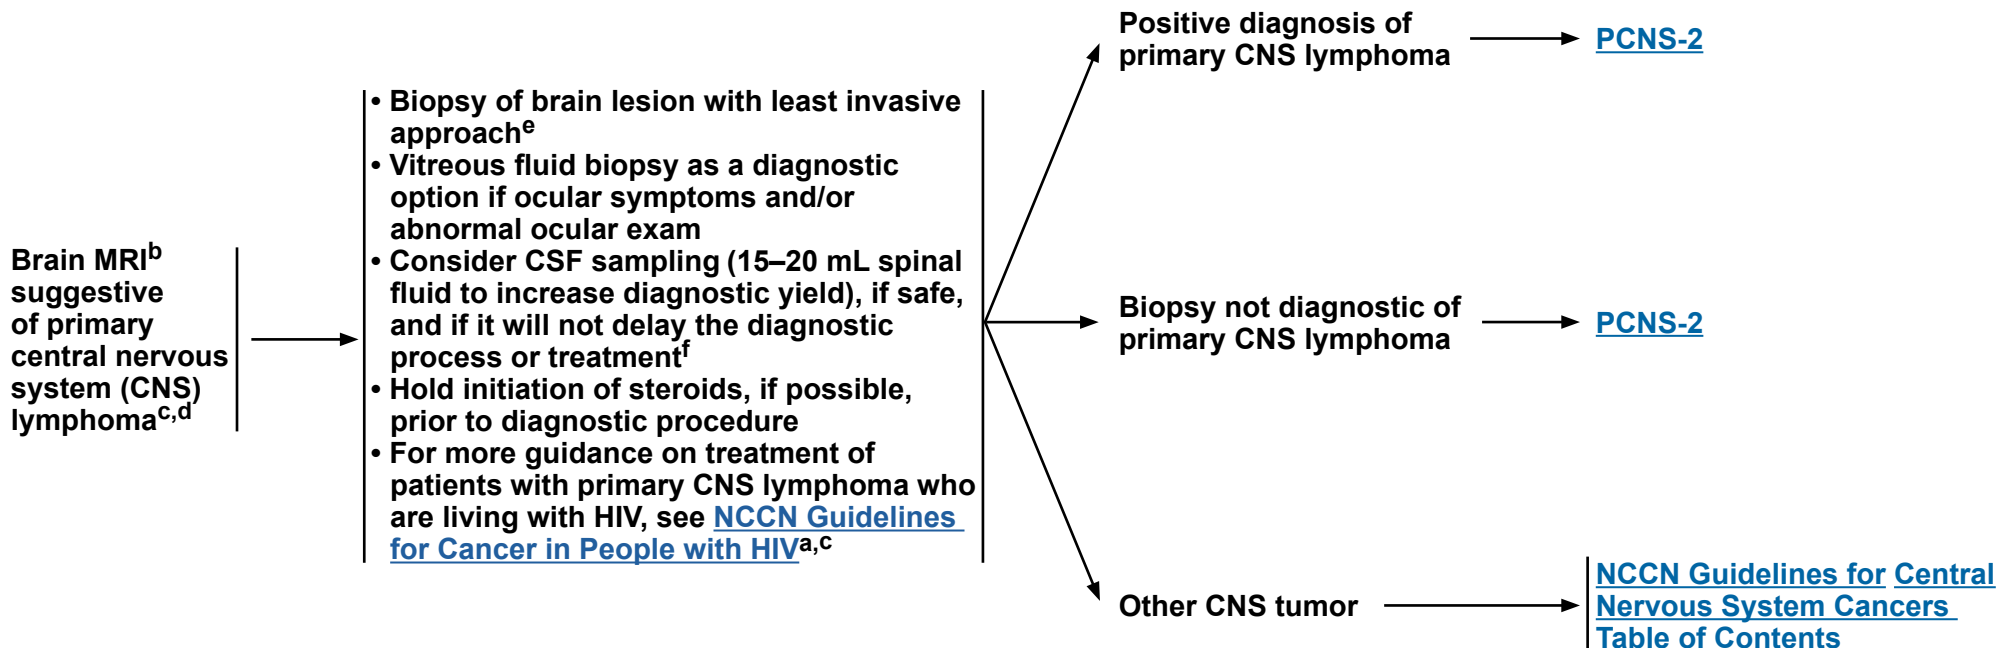 Brain MRIb
suggestive
of primary
central nervous
system (CNS)
lymphomac,d
• Biopsy of brain lesion with least invasive
approache
• Vitreous fluid biopsy as a diagnostic
option if ocular symptoms and/or
abnormal ocular exam
• Consider CSF sampling (15–20 mL spinal
fluid to increase diagnostic yield), if safe,
and if it will not delay the diagnostic
process or treatmentf
• Hold initiation of steroids, if possible,
prior to diagnostic procedure
• For more guidance on treatment of
patients with primary CNS lymphoma who
are living with HIV, see NCCN Guidelines
for Cancer in People with HIVa,c
Positive diagnosis of
primary CNS lymphoma
PCNS-2
Biopsy not diagnostic of
primary CNS lymphoma
PCNS-2
Other CNS tumor
NCCN Guidelines for Central
Nervous System Cancers
Table of Contents